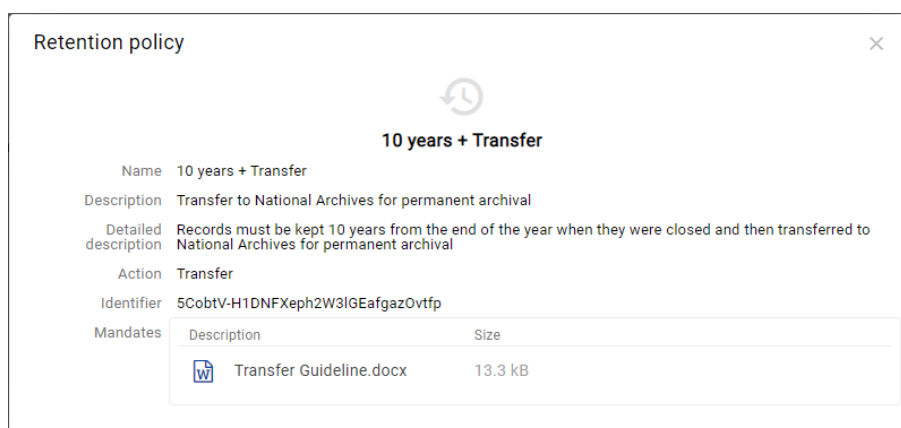 Retention policy
10 years + Transfer
Name 10 years + Transfer
Description Transfer to National Archives for permanent archival
Detailed description Records must be kept 10 years from the end of the year when they were closed and then transferred to
National Archives for permanent archival
Action Transfer
Identifier 5CobtV-H1DNFXeph2W3lGEafgazOvtfp
Mandates Description Size
Transfer Guideline.docx 13.3 kB